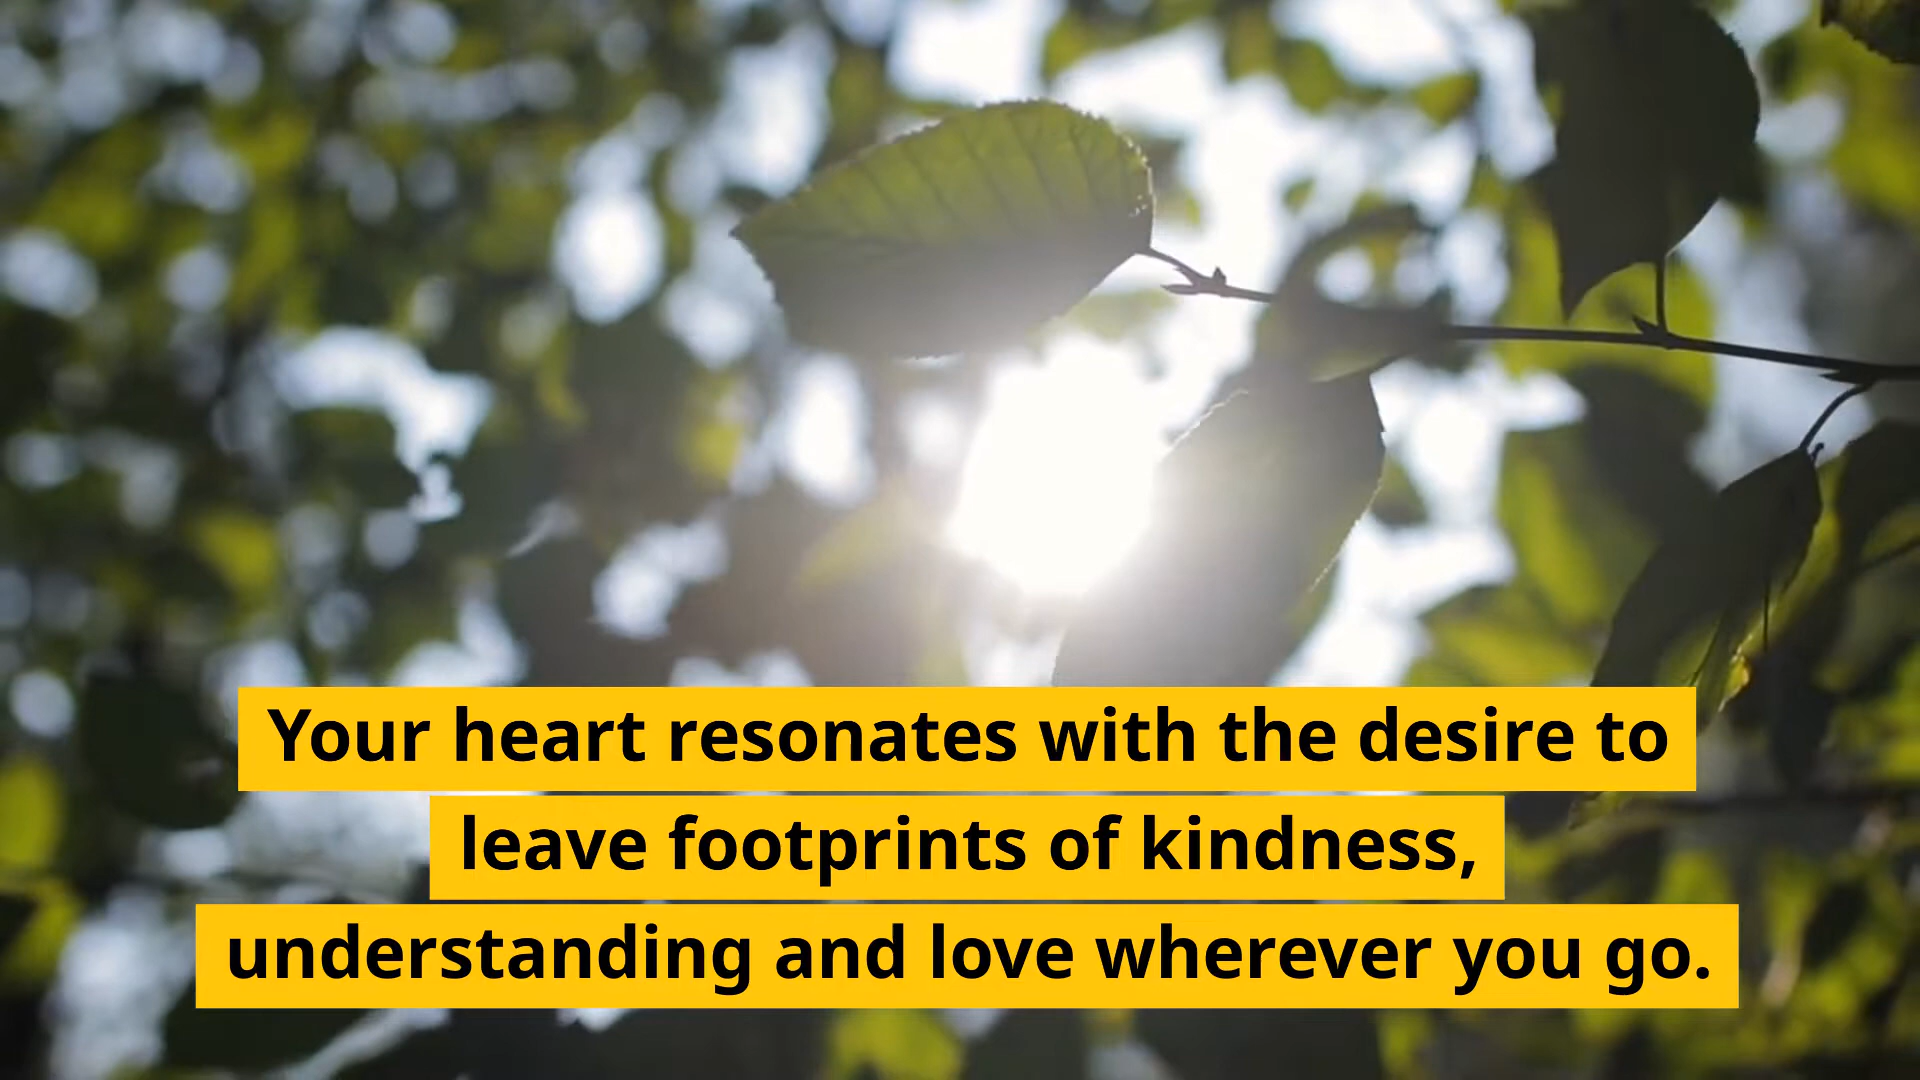 Your heart resonates with the desire to
leave footprints of kindness,
understanding and love wherever you go.